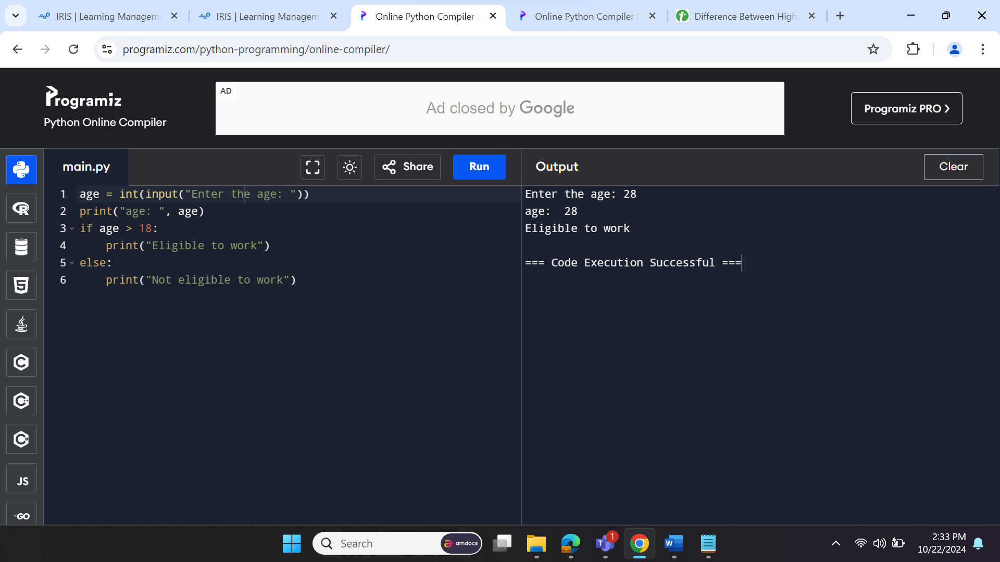 IRIS | Learning Managem
IRIS | Learning Managem
Online Python Compiler (
Online Python Compiler (
Difference Between High
programiz.com/python-programming/online-compiler/
Programiz
Python Online Compiler
AD
Ad closed by Google
Programiz PRO
main.py
Share
Run
Output
Clear
1 age = int(input("Enter the age: "))
2 print("age: ", age)
3 if age > 18:
4     print("Eligible to work")
5 else:
6     print("Not eligible to work")
Enter the age: 28
age:  28
Eligible to work
=== Code Execution Successful ===
R
5
C
C++
C#
JS
GO
Search
amdocs
T
1
W
2:33 PM
10/22/2024